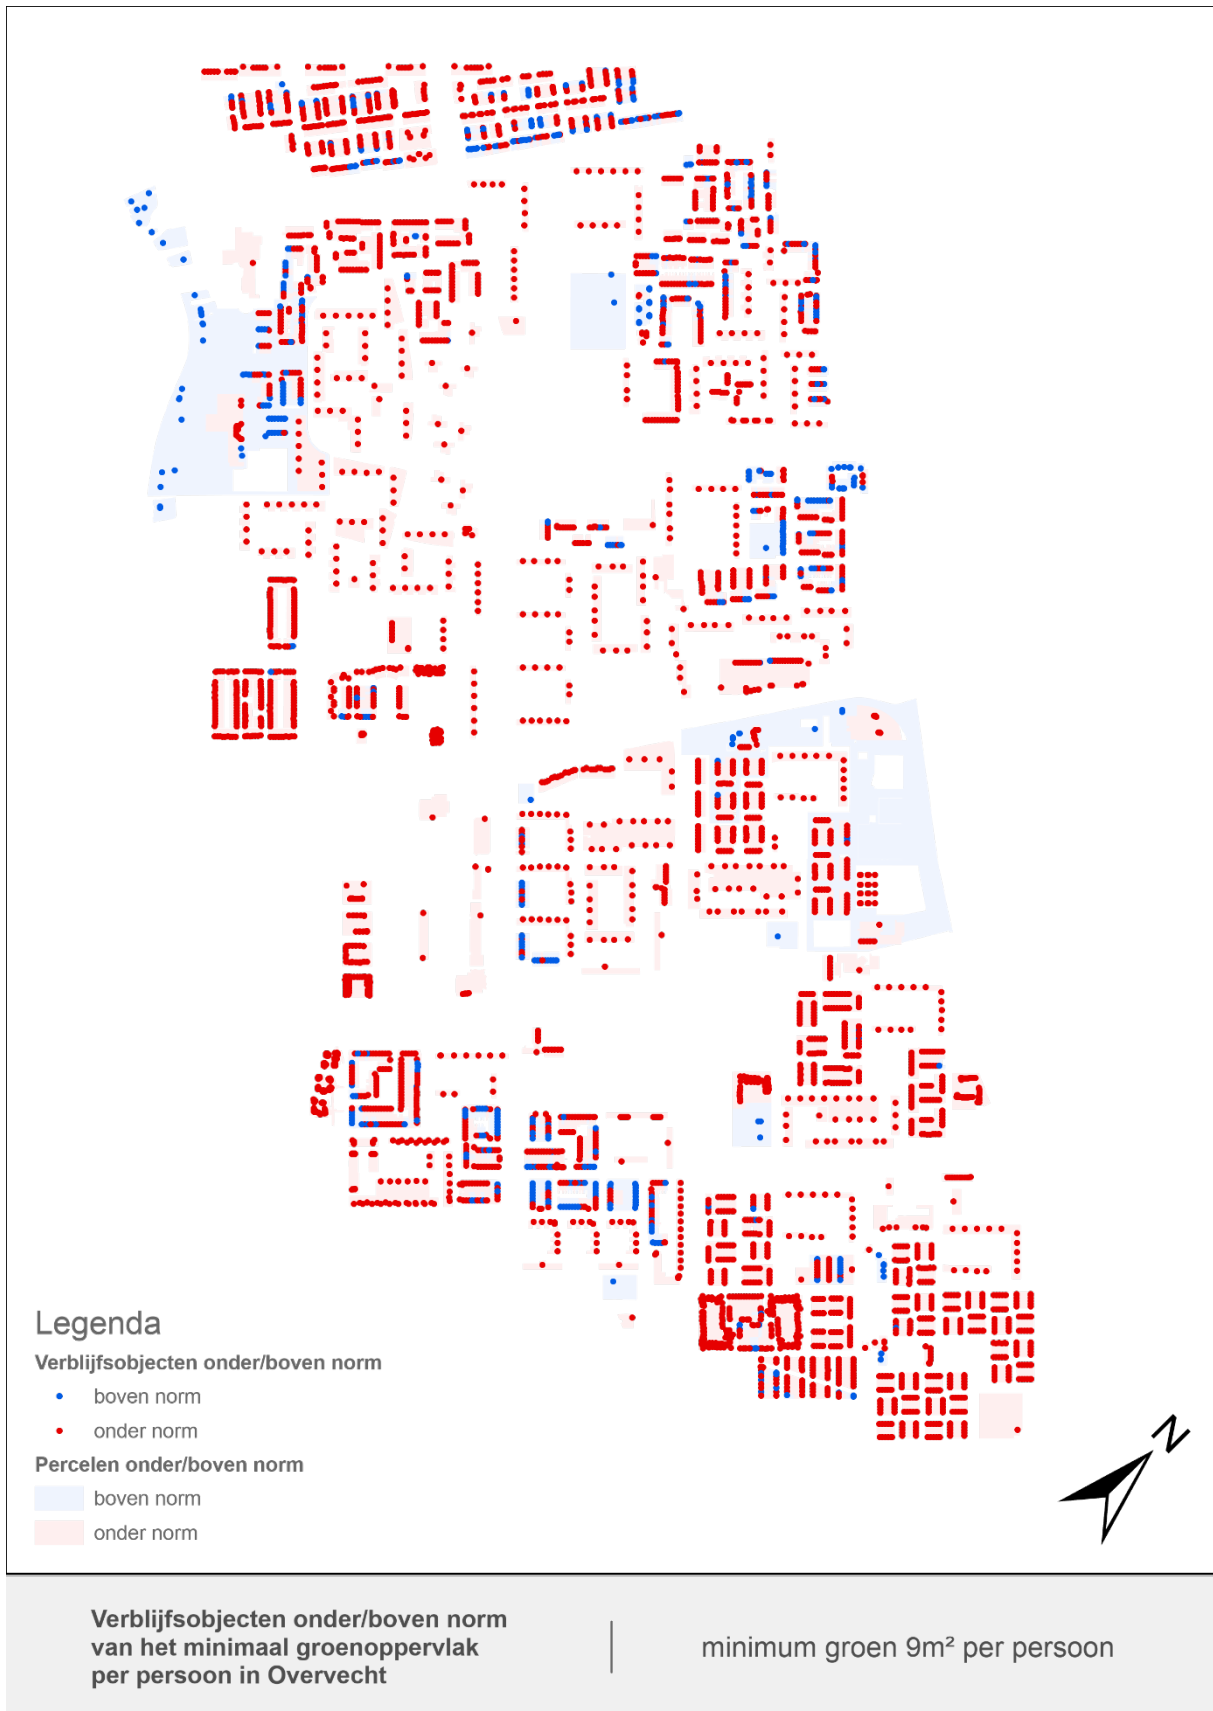 Legenda
Verblijfsobjecten onder/boven norm
boven norm
onder norm
Percelen onder/boven norm
boven norm
onder norm
N
Verblijfsobjecten onder/boven norm
van het minimaal groenoppervlak
per persoon in Overvecht
minimum groen 9m² per persoon